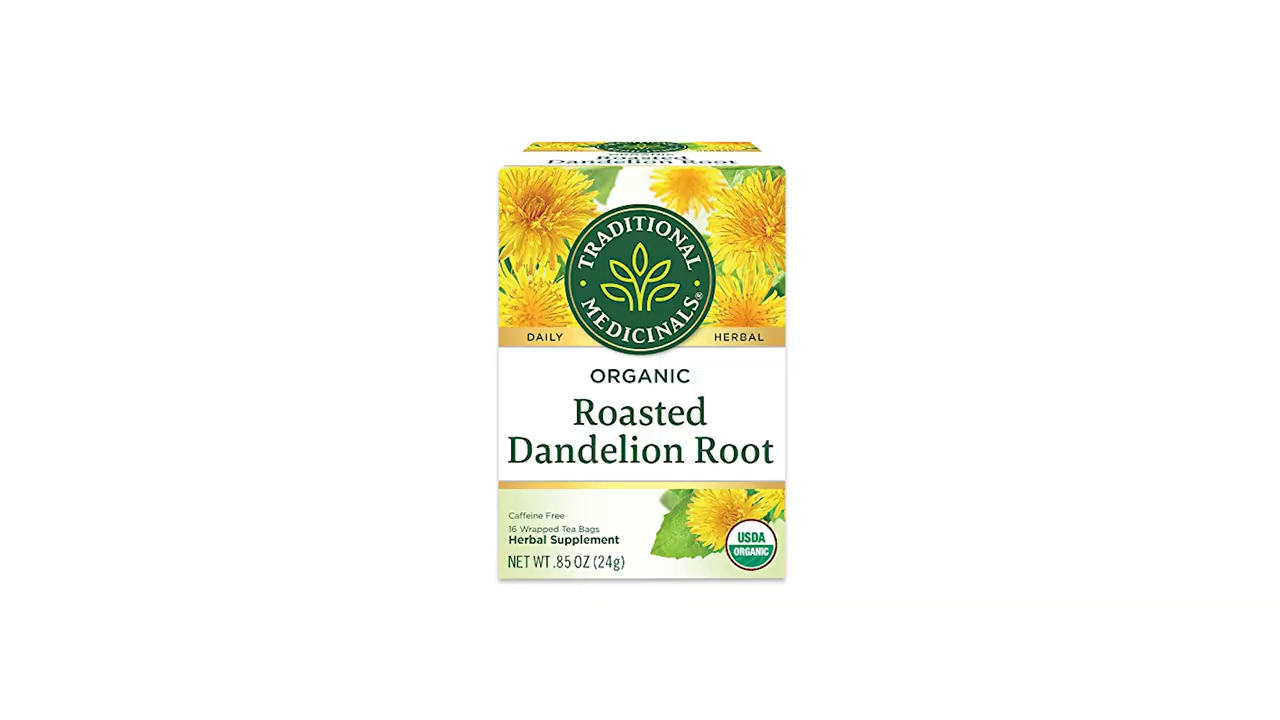 ORGANIC
Roasted
Dandelion Root
TRADITIONAL
MEDICINALS®
DAILY
HERBAL
ORGANIC
Roasted
Dandelion Root
Caffeine Free
16 Wrapped Tea Bags
Herbal Supplement
NET WT .85 OZ (24g)
USDA
ORGANIC